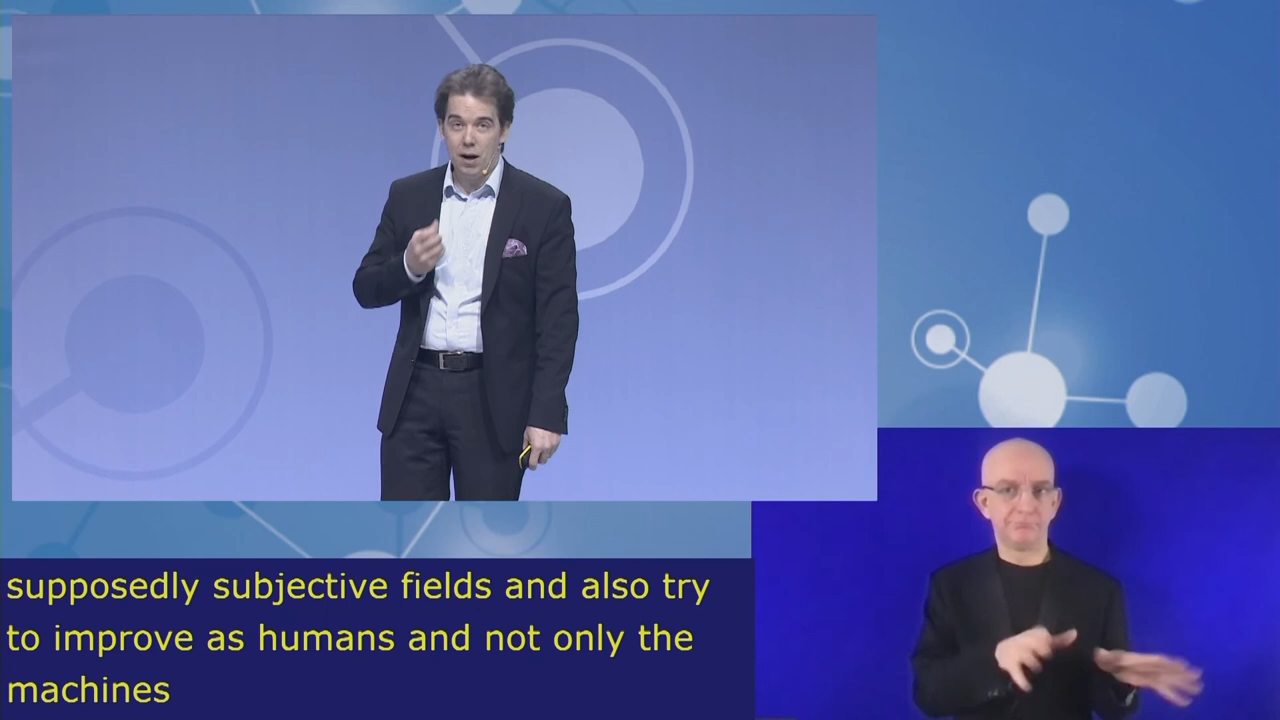 supposedly subjective fields and also try
to improve as humans and not only the
machines